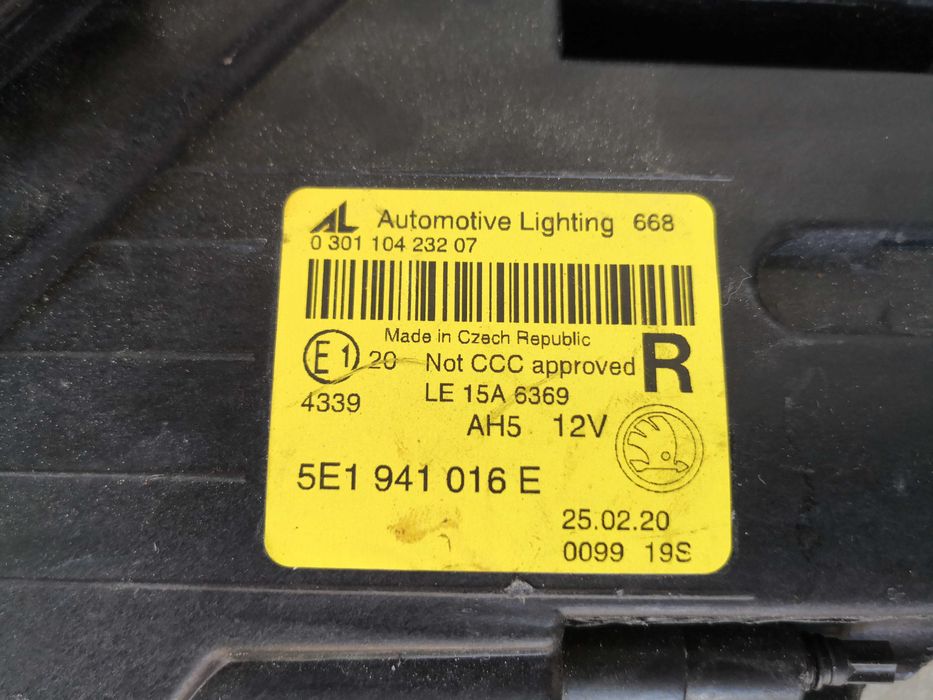 AL Automotive Lighting 668
0 301 104 232 07
Made in Czech Republic
E1 20 Not CCC approved R
4339 LE 15A 6369
AH5 12V
5E1 941 016 E
25.02.20
0099 19S